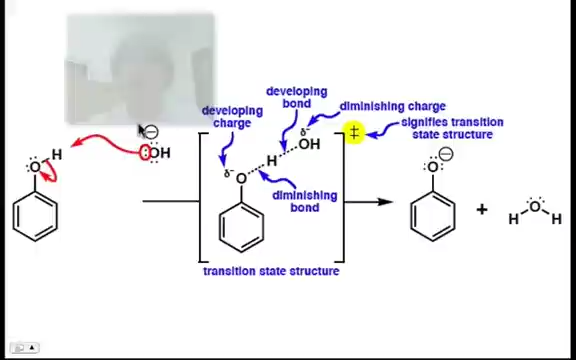 developing
charge
developing
bond
diminishing charge
signifies transition
state structure
H
O
OH
δ-
O
H
δ-
OH
‡
diminishing
bond
O
+
H O H
transition state structure